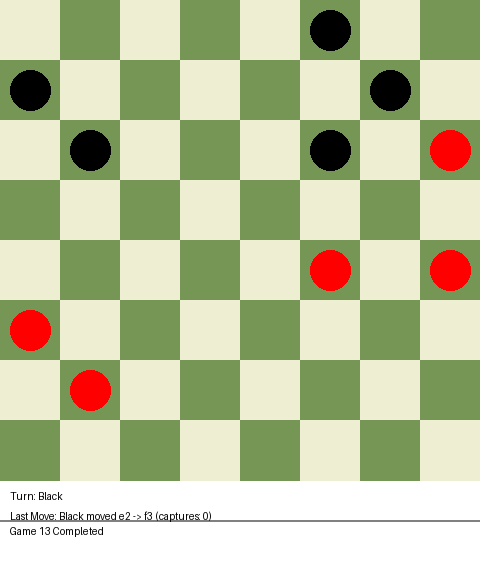 Turn: Black
Last Move: Black moved e2 -> f3 (captures: 0)
Game 13 Completed